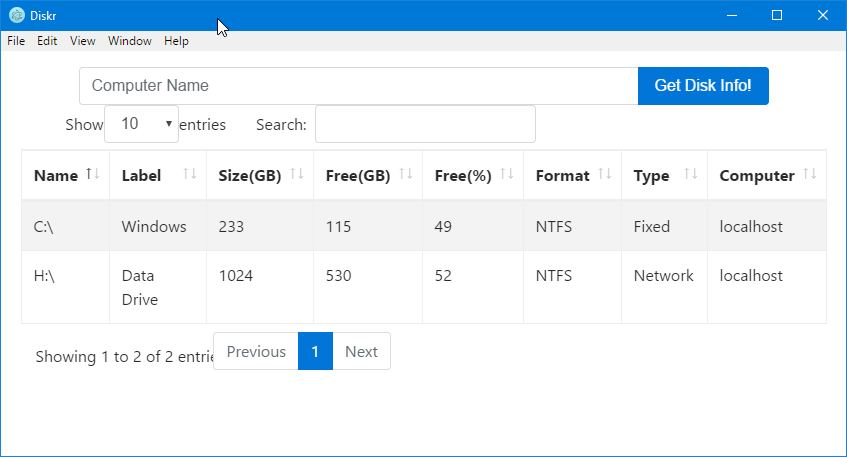 Diskr
File Edit View Window Help
Computer Name Get Disk Info!
Show 10 entries Search:
Name Label Size(GB) Free(GB) Free(%) Format Type Computer
C:\ Windows 233 115 49 NTFS Fixed localhost
H:\ Data Drive 1024 530 52 NTFS Network localhost
Showing 1 to 2 of 2 entrie Previous 1 Next